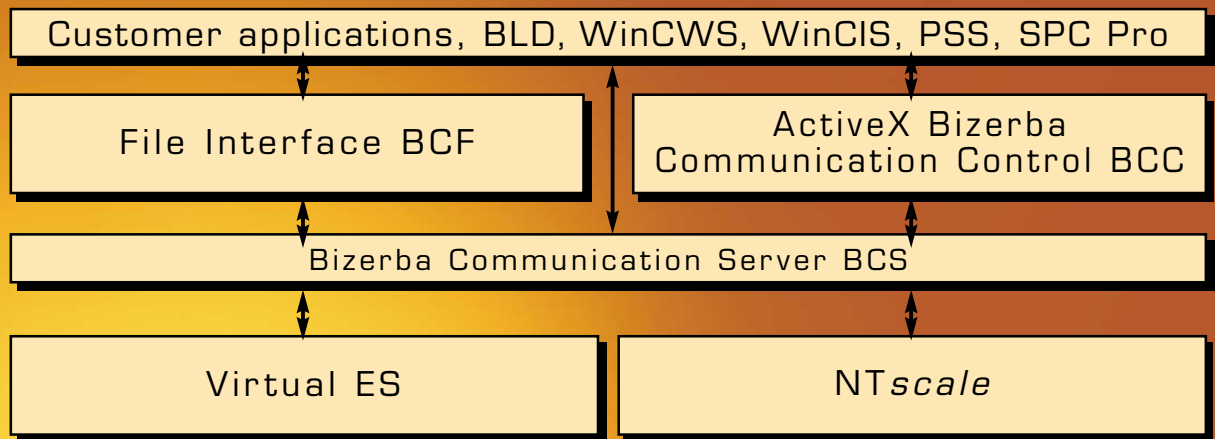 Customer applications, BLD, WinCWS, WinCIS, PSS, SPC Pro
File Interface BCF
ActiveX Bizerba
Communication Control BCC
Bizerba Communication Server BCS
Virtual ES
NTscale